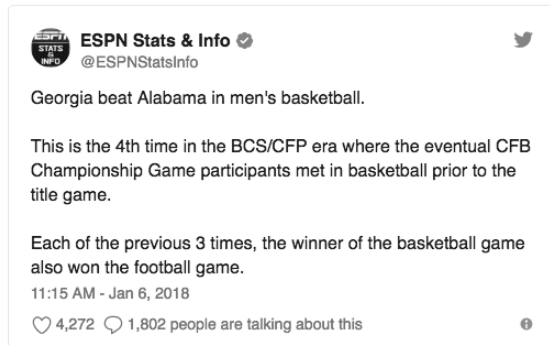 ESPN
STATS
&
INFO
ESPN Stats & Info
@ESPNStatsInfo
Georgia beat Alabama in men's basketball.
This is the 4th time in the BCS/CFP era where the eventual CFB
Championship Game participants met in basketball prior to the
title game.
Each of the previous 3 times, the winner of the basketball game
also won the football game.
11:15 AM - Jan 6, 2018
4,272 1,802 people are talking about this